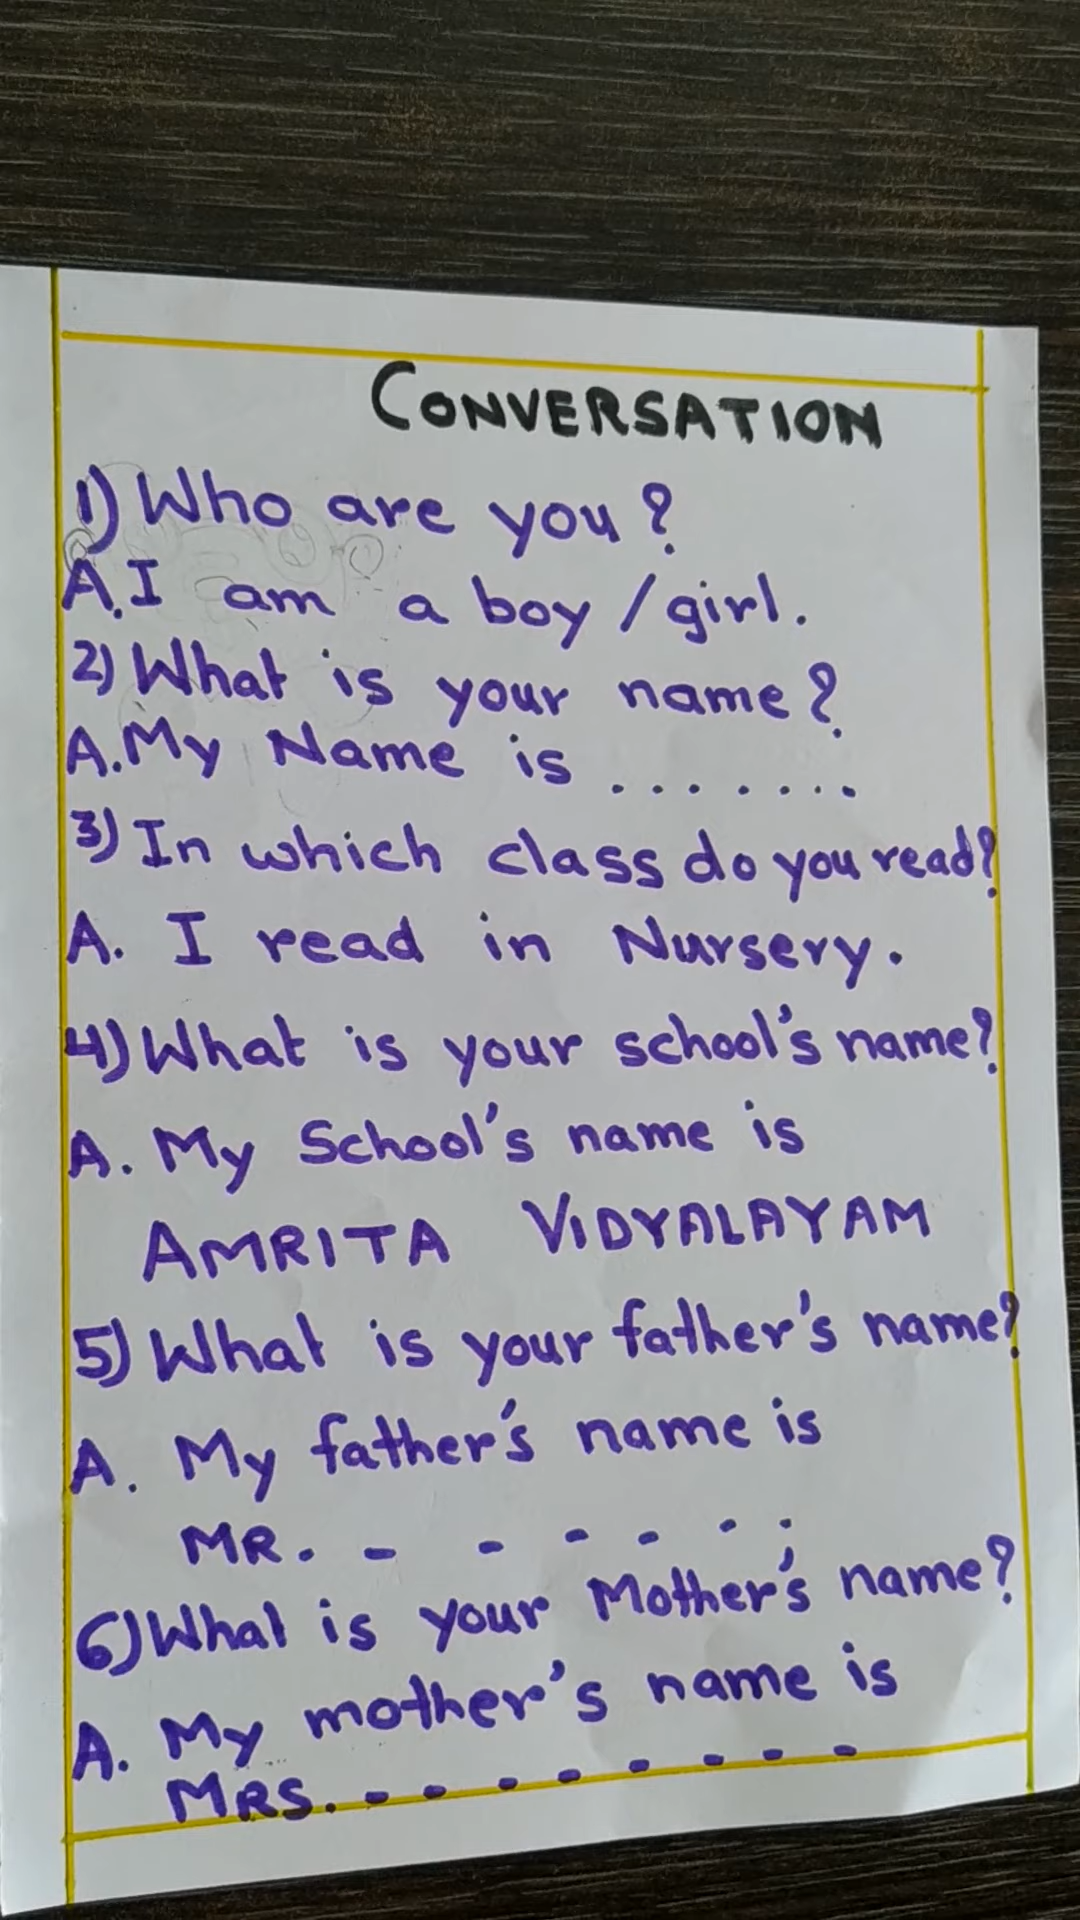 CONVERSATION
1) Who are you?
A. I am a boy / girl.
2) What is your name?
A. My Name is .......
3) In which class do you read?
A. I read in Nursery.
4) What is your school's name?
A. My School's name is
AMRITA VIDYALAYAM
5) What is your father's name?
A. My father's name is
MR. - - - - - -
6) What is your Mother's name?
A. My mother's name is
MRS. - - - - - - -